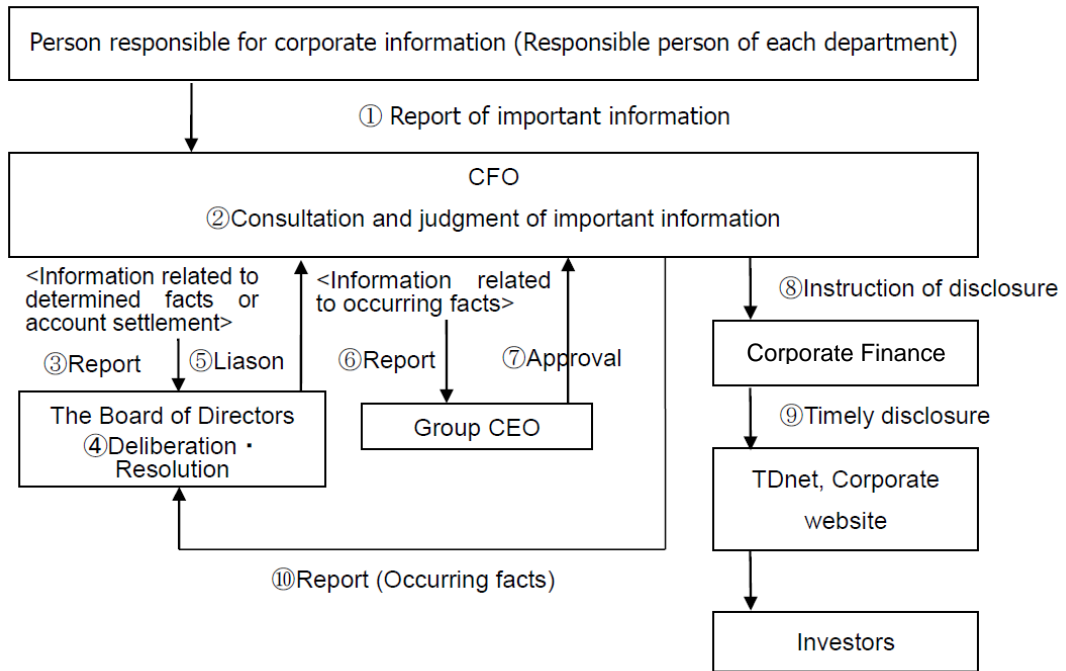 Person responsible for corporate information (Responsible person of each department)
① Report of important information
CFO
②Consultation and judgment of important information
<Information related to
determined facts or
account settlement>
③Report
⑤Liason
<Information related
to occurring facts>
⑥Report
⑦Approval
⑧Instruction of disclosure
Corporate Finance
The Board of Directors
④Deliberation・
Resolution
Group CEO
⑨Timely disclosure
TDnet, Corporate
website
⑩Report (Occurring facts)
Investors